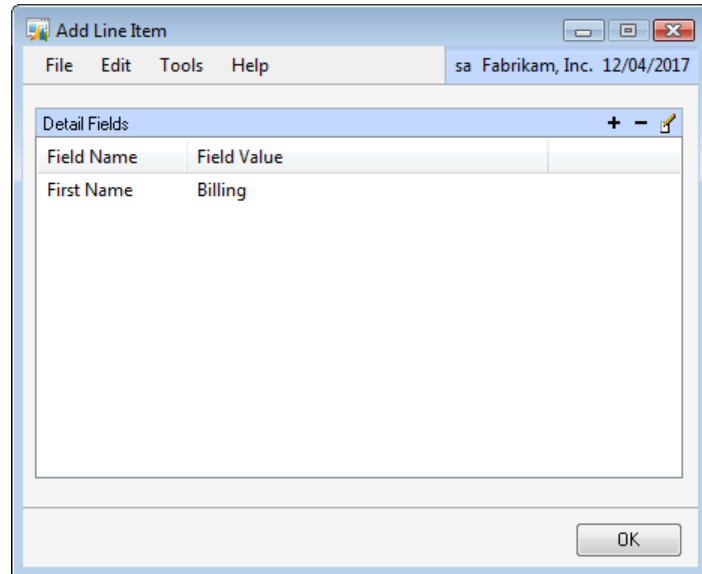 Add Line Item
File Edit Tools Help sa Fabrikam, Inc. 12/04/2017
Detail Fields
Field Name Field Value
First Name Billing
OK